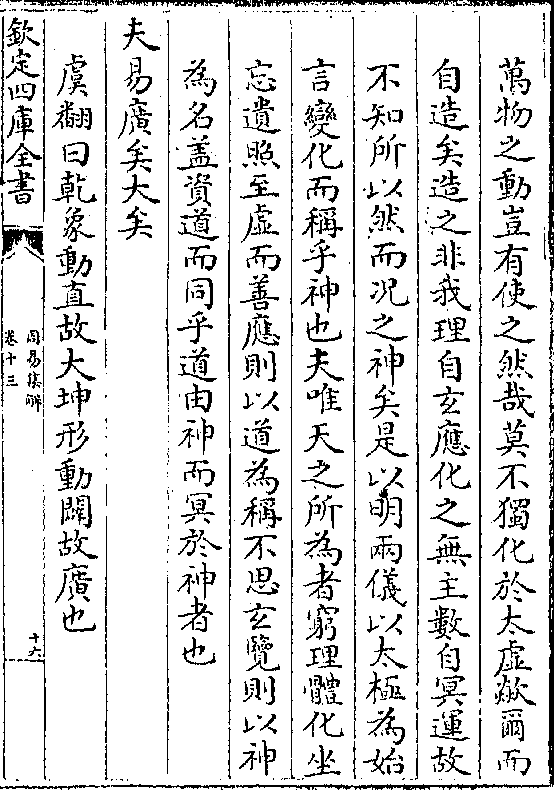 萬物之動豈有使之然哉莫不獨化於太虛歘爾而
自造矣造之非我理自玄應化之無主數自冥運故
不知所以然而况之神矣是以明兩儀以太極為始
言變化而稱乎神也夫唯天之所為者窮理體化坐
忘遺照至虛而善應則以道為稱不思玄覽則以神
為名盖資道而同乎道由神而冥於神者也
夫易廣矣大矣
虞翻曰乾象動直故大坤形動闢故廣也
欽定四庫全書
周易集解
卷十三
十六